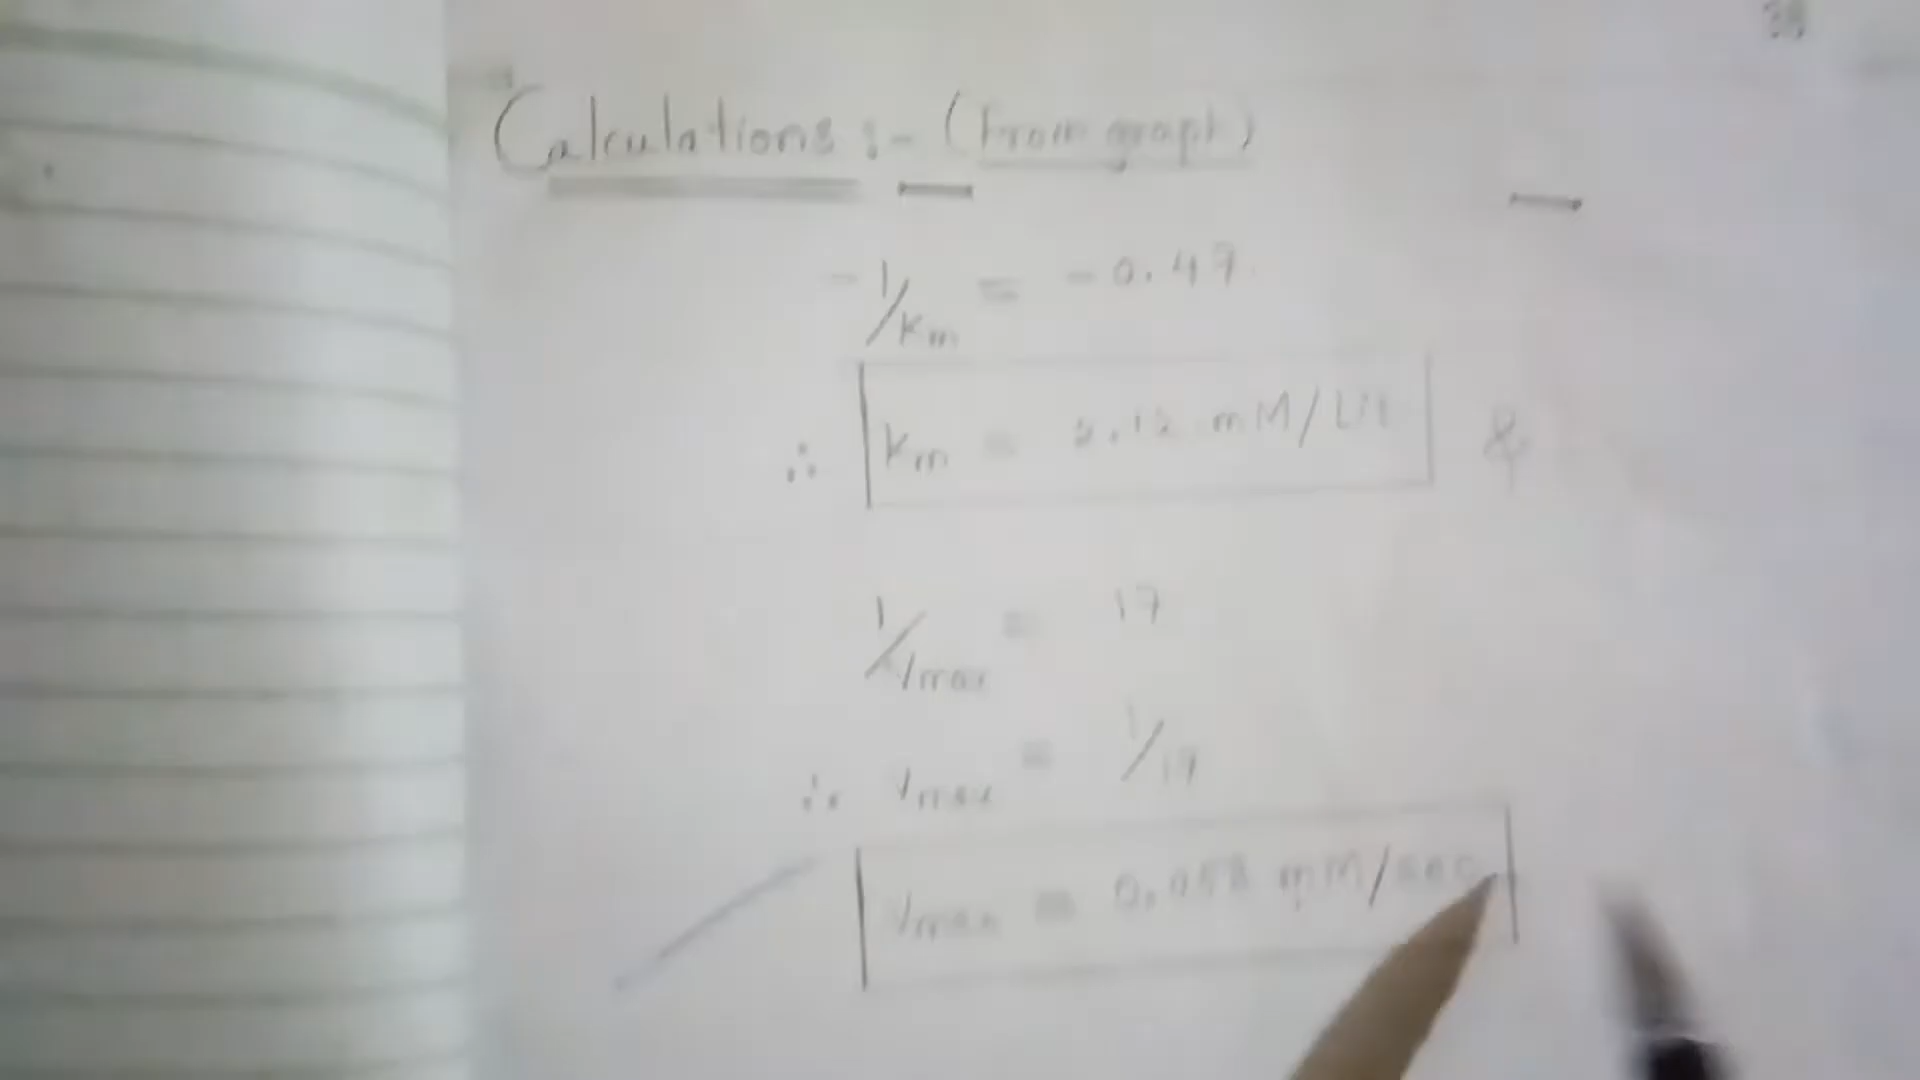 38
Calculations :- (From graph)
-1/Km = -0.47
∴ Km = 2.12 mM/Lit &
1/Vmax = 17
∴ Vmax = 1/17
Vmax = 0.058 mM/sec